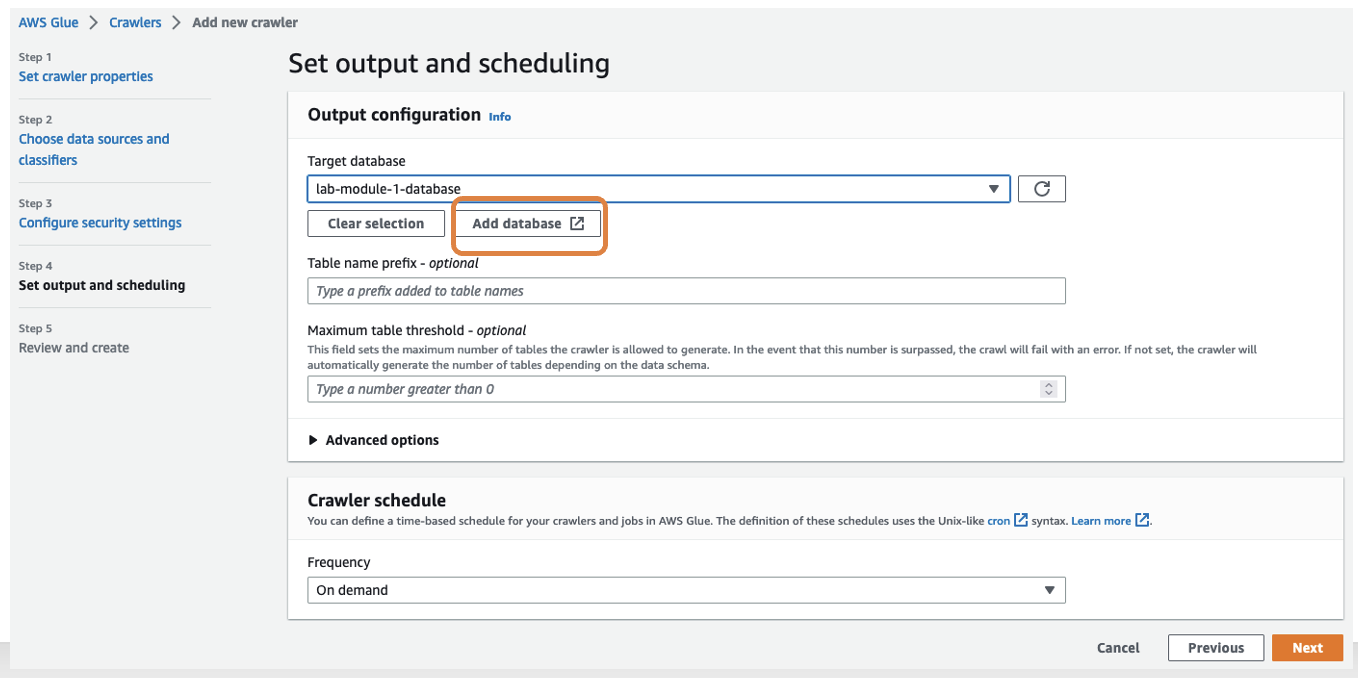 AWS Glue > Crawlers > Add new crawler
Step 1
Set crawler properties
Step 2
Choose data sources and
classifiers
Step 3
Configure security settings
Step 4
Set output and scheduling
Step 5
Review and create
Set output and scheduling
Output configuration Info
Target database
lab-module-1-database
Clear selection
Add database
Table name prefix - optional
Type a prefix added to table names
Maximum table threshold - optional
This field sets the maximum number of tables the crawler is allowed to generate. In the event that this number is surpassed, the crawl will fail with an error. If not set, the crawler will
automatically generate the number of tables depending on the data schema.
Type a number greater than 0
Advanced options
Crawler schedule
You can define a time-based schedule for your crawlers and jobs in AWS Glue. The definition of these schedules uses the Unix-like cron syntax. Learn more.
Frequency
On demand
Cancel
Previous
Next